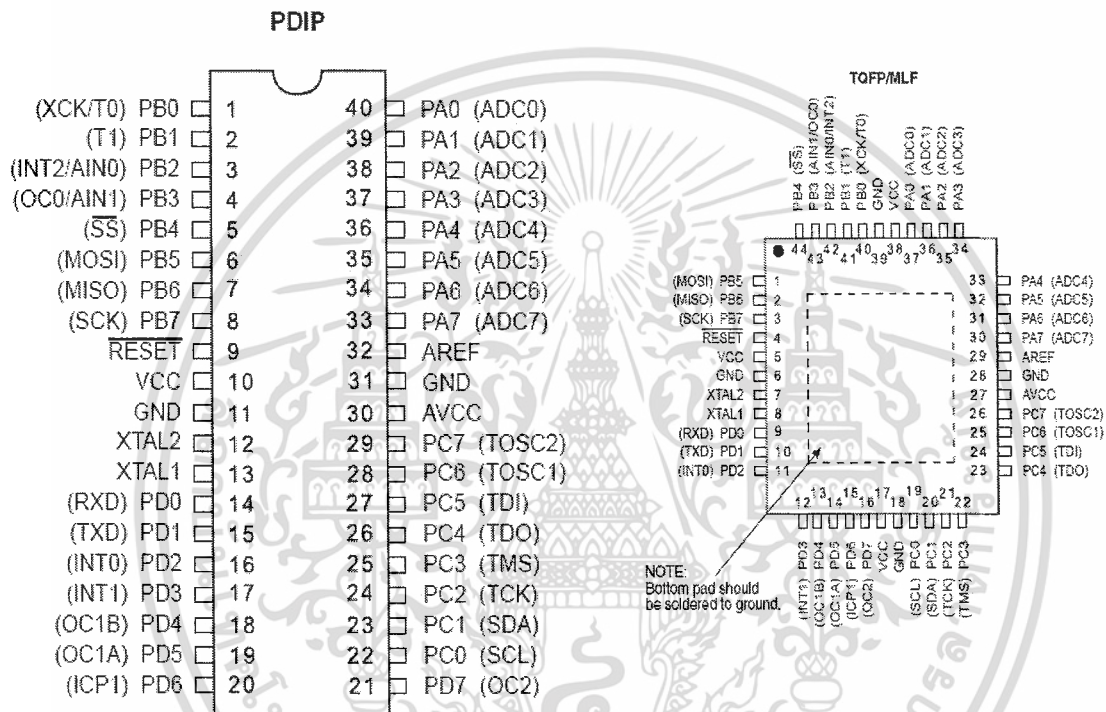 PDIP
(XCK/T0) PB0 1 40 PA0 (ADC0)
(T1) PB1 2 39 PA1 (ADC1)
(INT2/AIN0) PB2 3 38 PA2 (ADC2)
(OC0/AIN1) PB3 4 37 PA3 (ADC3)
(SS) PB4 5 36 PA4 (ADC4)
(MOSI) PB5 6 35 PA5 (ADC5)
(MISO) PB6 7 34 PA6 (ADC6)
(SCK) PB7 8 33 PA7 (ADC7)
RESET 9 32 AREF
VCC 10 31 GND
GND 11 30 AVCC
XTAL2 12 29 PC7 (TOSC2)
XTAL1 13 28 PC6 (TOSC1)
(RXD) PD0 14 27 PC5 (TDI)
(TXD) PD1 15 26 PC4 (TDO)
(INT0) PD2 16 25 PC3 (TMS)
(INT1) PD3 17 24 PC2 (TCK)
(OC1B) PD4 18 23 PC1 (SDA)
(OC1A) PD5 19 22 PC0 (SCL)
(ICP1) PD6 20 21 PD7 (OC2)
TQFP/MLF
PB4 (SS)
PB3 (AIN1/OC0)
PB2 (AIN0/INT2)
PB1 (T1)
PB0 (XCK/T0)
GND
VCC
PA0 (ADC0)
PA1 (ADC1)
PA2 (ADC2)
PA3 (ADC3)
44 43 42 41 40 39 38 37 36 35 34
(MOSI) PB5 1 33 PA4 (ADC4)
(MISO) PB6 2 32 PA5 (ADC5)
(SCK) PB7 3 31 PA6 (ADC6)
RESET 4 30 PA7 (ADC7)
VCC 5 29 AREF
GND 6 28 GND
XTAL2 7 27 AVCC
XTAL1 8 26 PC7 (TOSC2)
(RXD) PD0 9 25 PC6 (TOSC1)
(TXD) PD1 10 24 PC5 (TDI)
(INT0) PD2 11 23 PC4 (TDO)
12 13 14 15 16 17 18 19 20 21 22
(INT1) PD3
(OC1B) PD4
(OC1A) PD5
(ICP1) PD6
(OC2) PD7
VCC
GND
(SCL) PC0
(SDA) PC1
(TCK) PC2
(TMS) PC3
NOTE:
Bottom pad should
be soldered to ground.